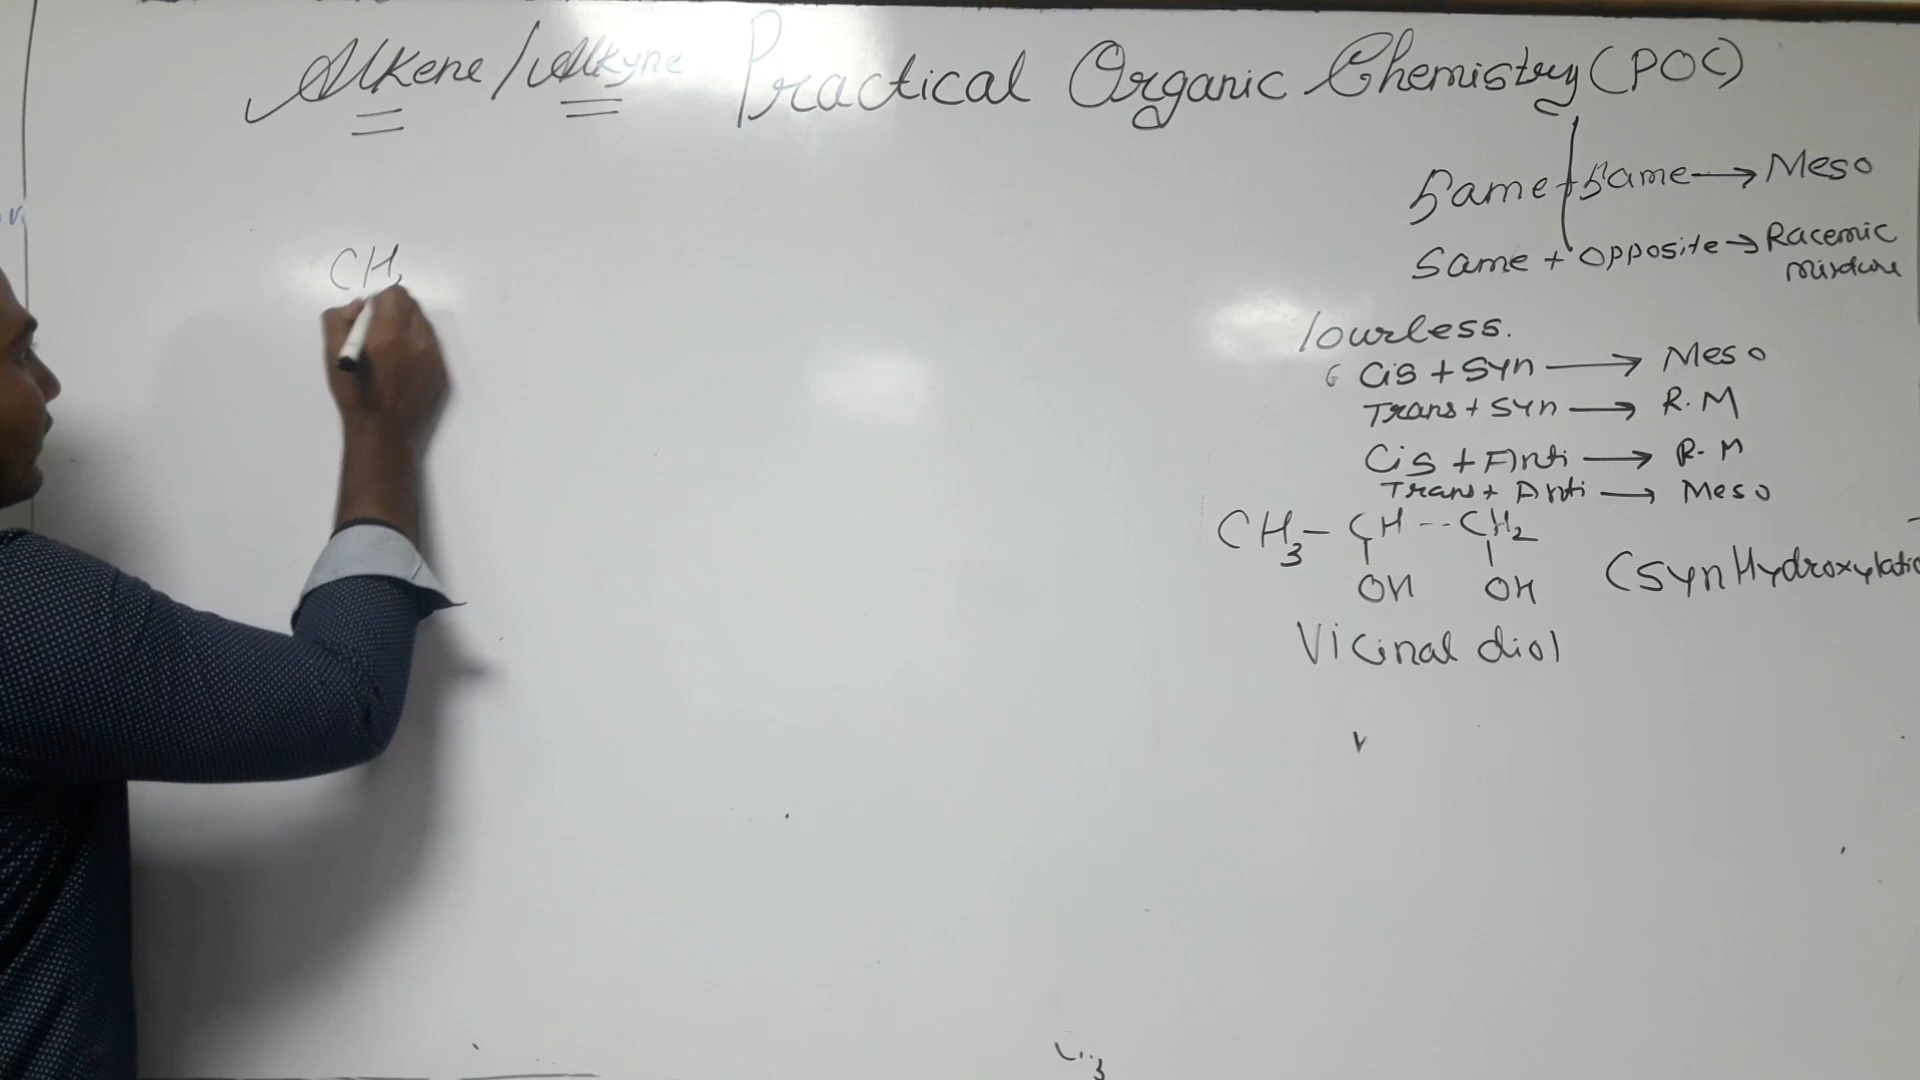 Alkene/Alkyne Practical Organic Chemistry (POC)
Same + Same → Meso
Same + Opposite → Racemic mixture
lourless.
Cis + Syn → Meso
Trans + Syn → R.M
Cis + Anti → R.M
Trans + Anti → Meso
CH3 - CH -- CH2
OH OH
(Syn Hydroxylatio
Vicinal diol
CH